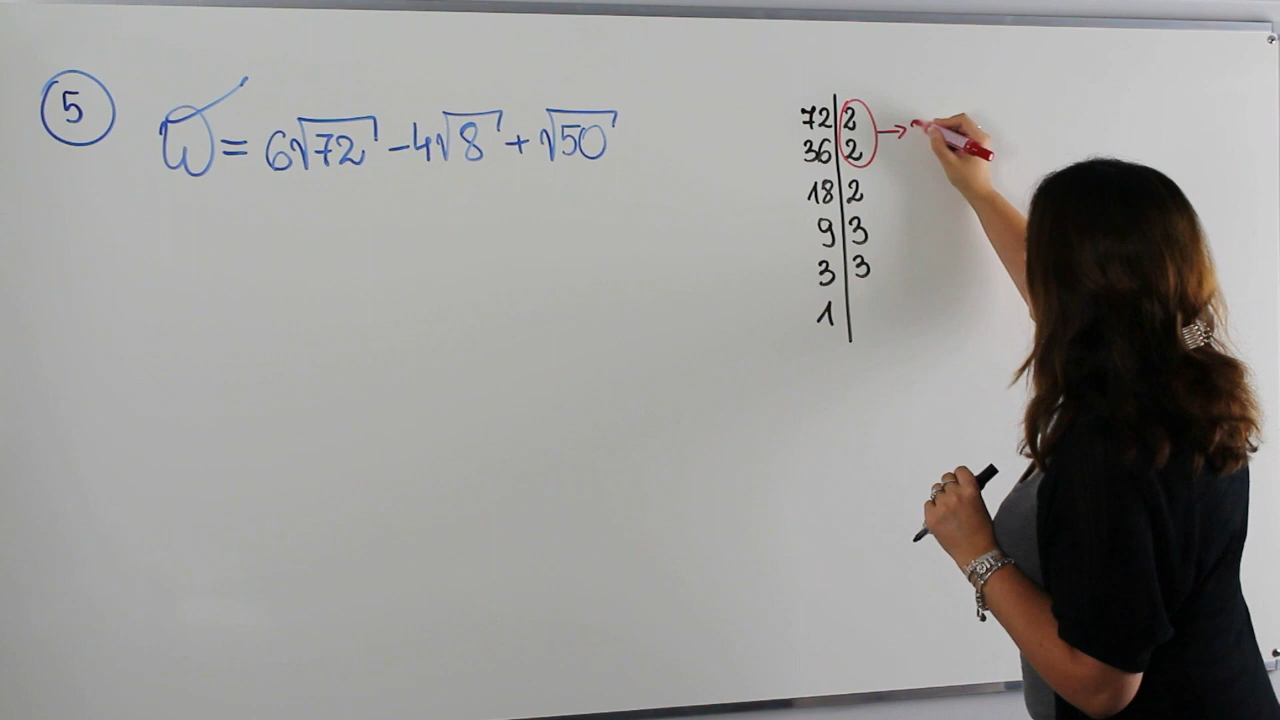 5
W = 6√72 - 4√8 + √50
72 | 2 →
36 | 2
18 | 2
9 | 3
3 | 3
1 |